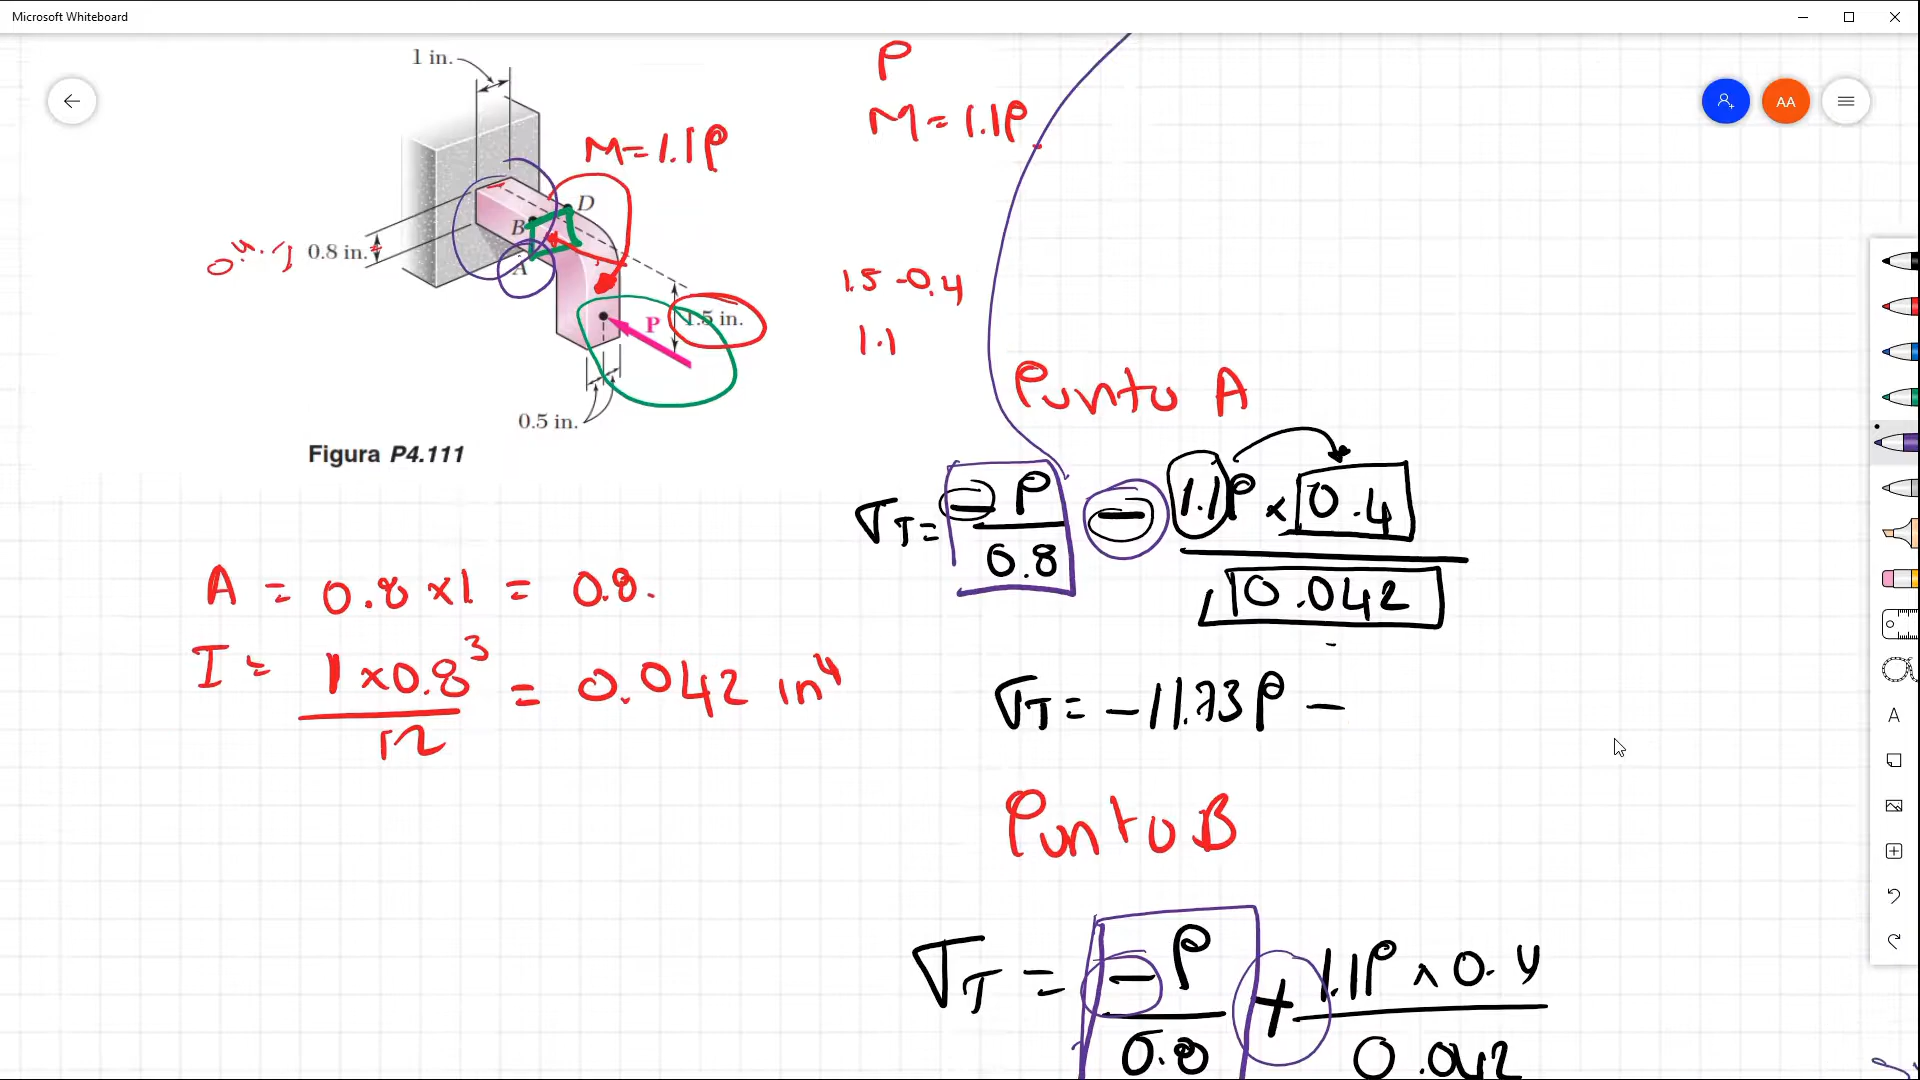 Microsoft Whiteboard
1 in.
P
M = 1.1P
M = 1.1P
AA
D
B
A
0.8 in.
0.4
1.5 in.
P
0.5 in.
1.5 - 0.4
1.1
Figura P4.111
Punto A
σT = - P / 0.8 - 1.1P × 0.4 / 0.042
σT = -11.73P -
A = 0.8 × 1 = 0.8.
I = 1 × 0.8³ / 12 = 0.042 in⁴
Punto B
σT = - P / 0.8 + 1.1P × 0.4 / 0.042
A